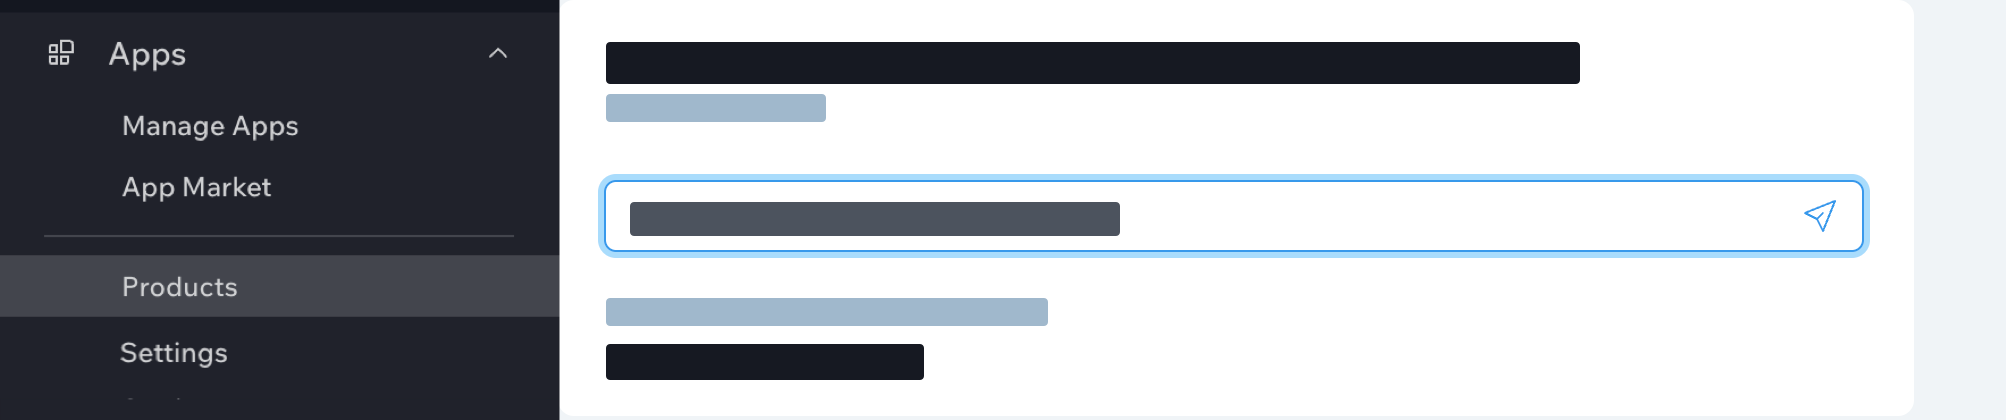 Apps
Manage Apps
App Market
Products
Settings